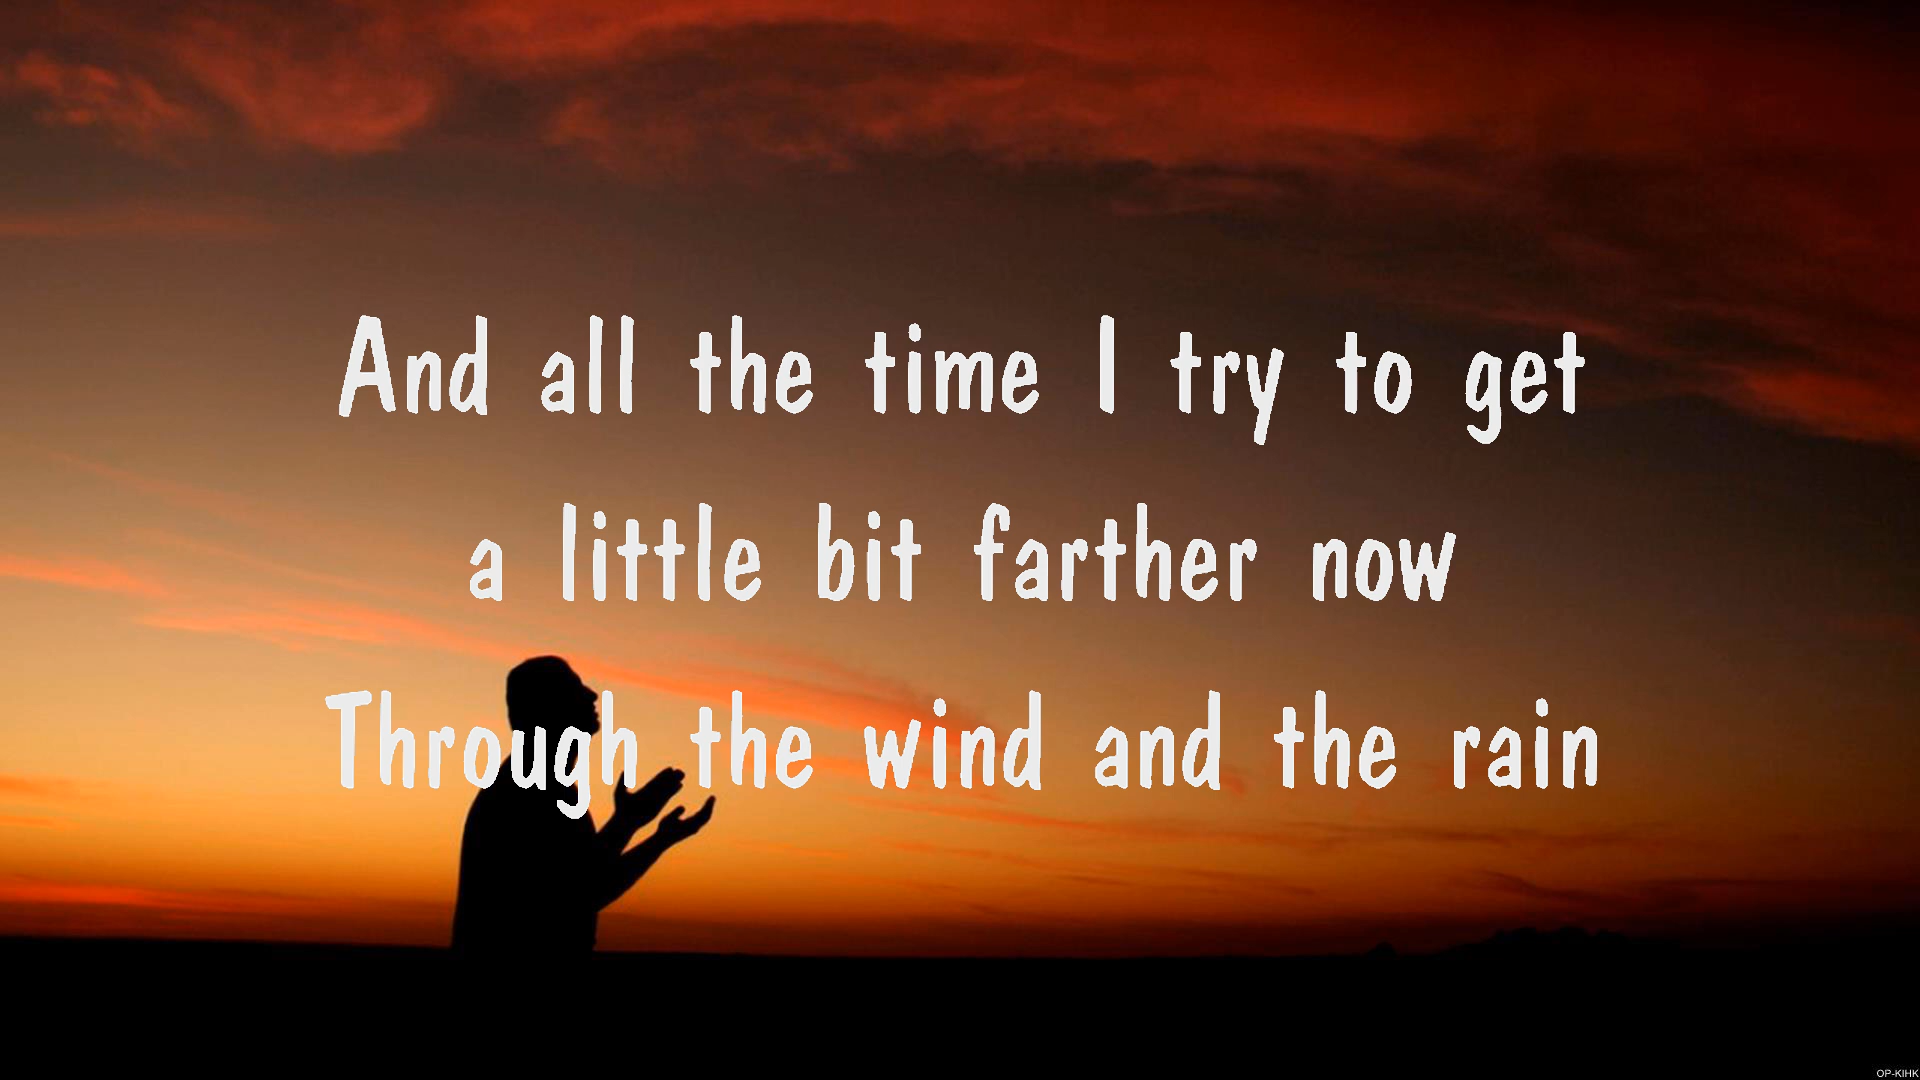 And all the time I try to get
a little bit farther now
Through the wind and the rain
OP-KIHK